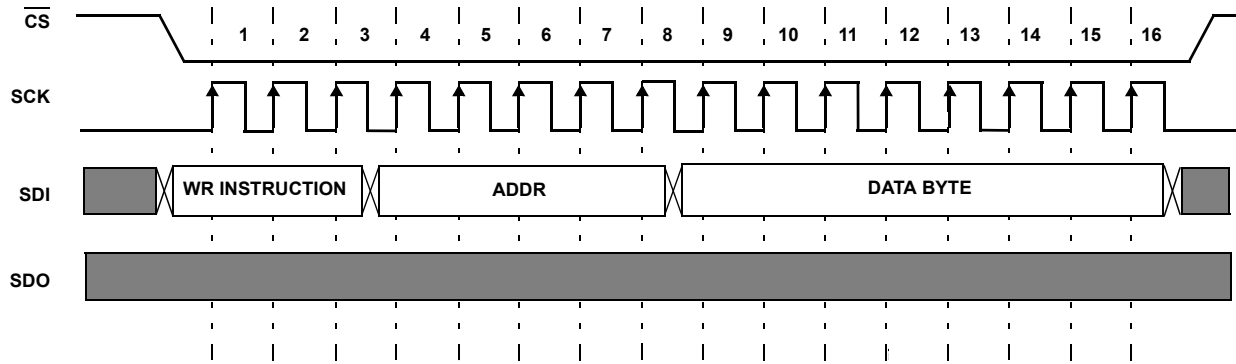 CS
1 2 3 4 5 6 7 8 9 10 11 12 13 14 15 16
SCK
SDI WR INSTRUCTION ADDR DATA BYTE
SDO